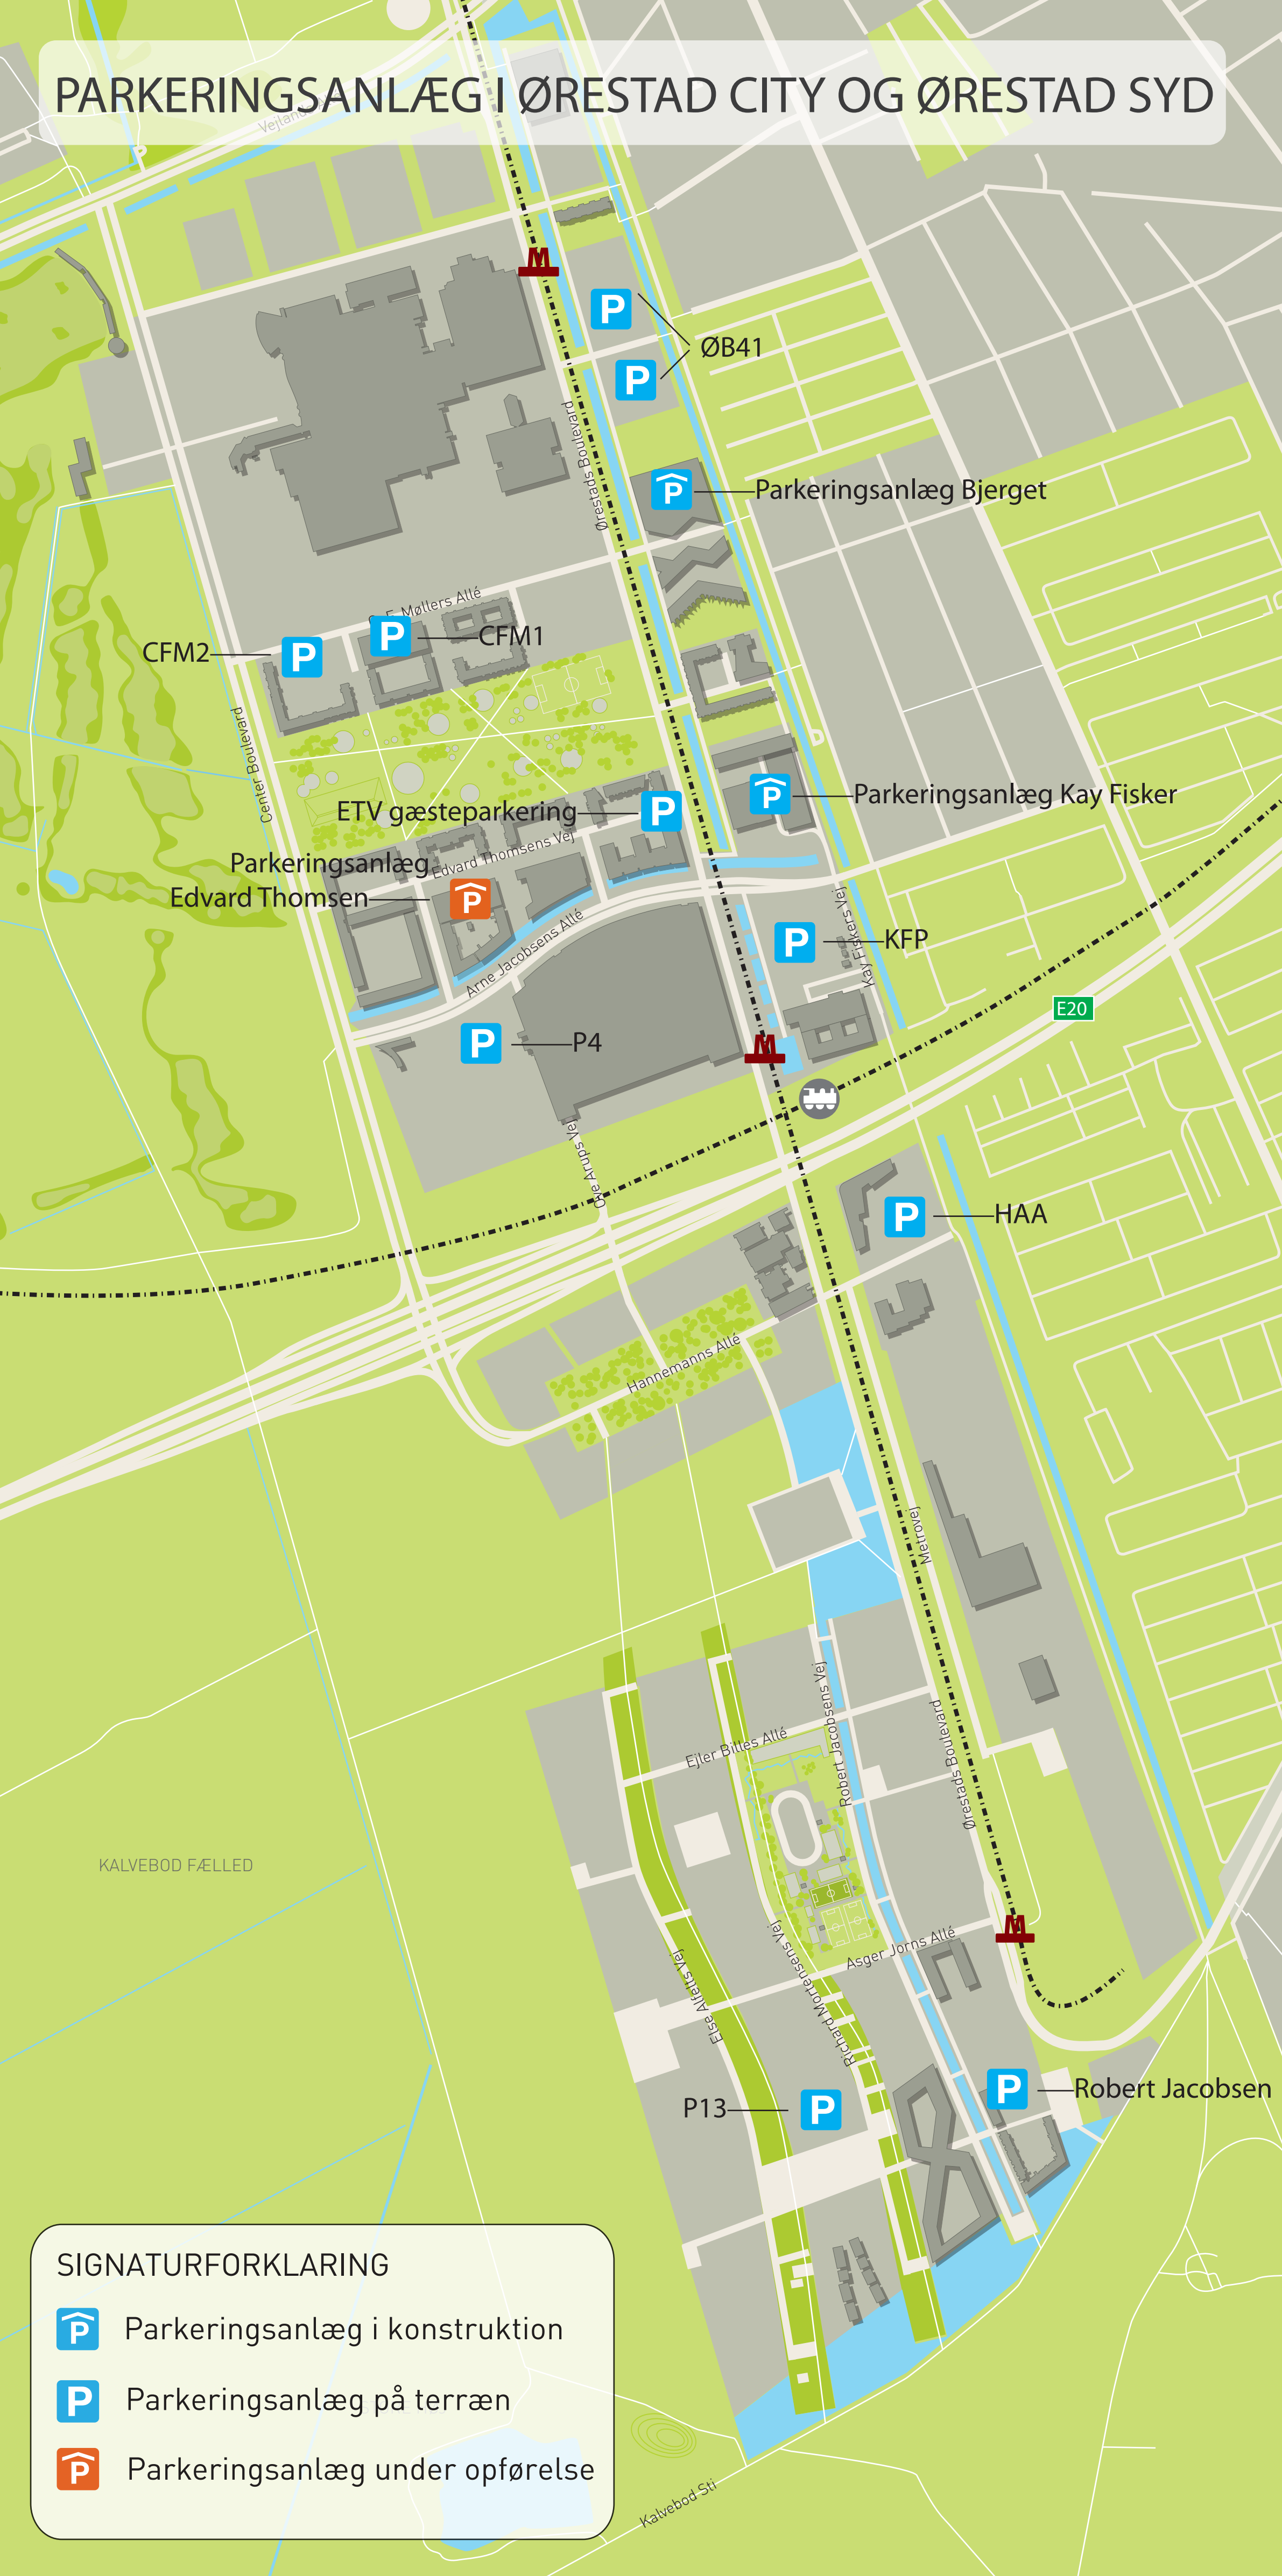 PARKERINGSANLÆG I ØRESTAD CITY OG ØRESTAD SYD
M
P
ØB41
P
Ørestads Boulevard
P
Parkeringsanlæg Bjerget
Møllers Allé
P
CFM1
CFM2
P
Center Boulevard
P
Parkeringsanlæg Kay Fisker
ETV gæsteparkering
P
Edvard Thomsens Vej
Parkeringsanlæg
Edvard Thomsen
P
Arne Jacobsens Allé
Kay Fiskers Vej
P
KFP
E20
P
P4
M
Ove Arups Vej
P
HAA
Hannemanns Allé
Metrovej
Robert Jacobsens Vej
Ejler Billes Allé
Ørestads Boulevard
KALVEBOD FÆLLED
M
Asger Jorns Allé
Else Alfelts Vej
Richard Mortensens Vej
P
Robert Jacobsen
P13
P
SIGNATURFORKLARING
P
Parkeringsanlæg i konstruktion
P
Parkeringsanlæg på terræn
P
Parkeringsanlæg under opførelse
Kalvebod Sti